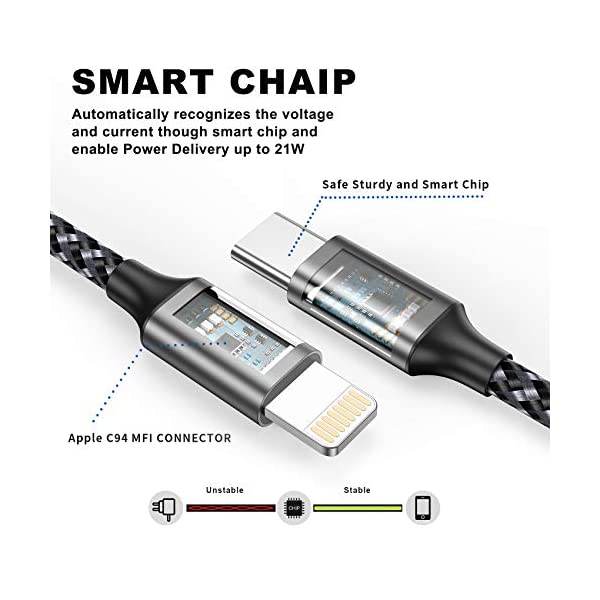 SMART CHAIP
Automatically recognizes the voltage
and current though smart chip and
enable Power Delivery up to 21W
Safe Sturdy and Smart Chip
Apple C94 MFI CONNECTOR
Unstable
Stable
CHIP